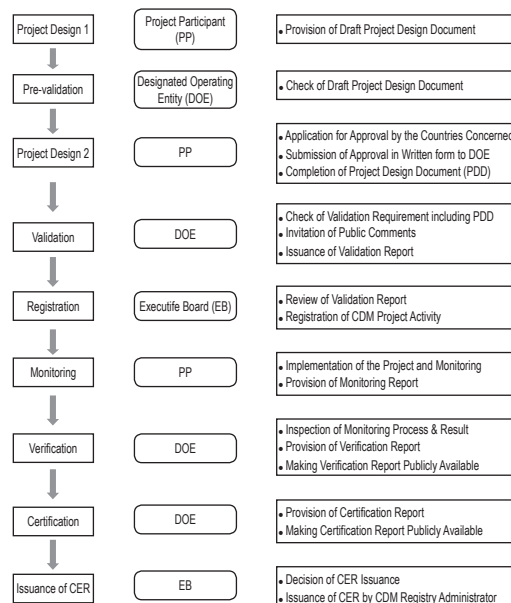 Project Design 1
Project Participant
(PP)
• Provision of Draft Project Design Document
Pre-validation
Designated Operating
Entity (DOE)
• Check of Draft Project Design Document
Project Design 2
PP
• Application for Approval by the Countries Concerned
• Submission of Approval in Written form to DOE
• Completion of Project Design Document (PDD)
Validation
DOE
• Check of Validation Requirement including PDD
• Invitation of Public Comments
• Issuance of Validation Report
Registration
Executife Board (EB)
• Review of Validation Report
• Registration of CDM Project Activity
Monitoring
PP
• Implementation of the Project and Monitoring
• Provision of Monitoring Report
Verification
DOE
• Inspection of Monitoring Process & Result
• Provision of Verification Report
• Making Verification Report Publicly Available
Certification
DOE
• Provision of Certification Report
• Making Certification Report Publicly Available
Issuance of CER
EB
• Decision of CER Issuance
• Issuance of CER by CDM Registry Administrator